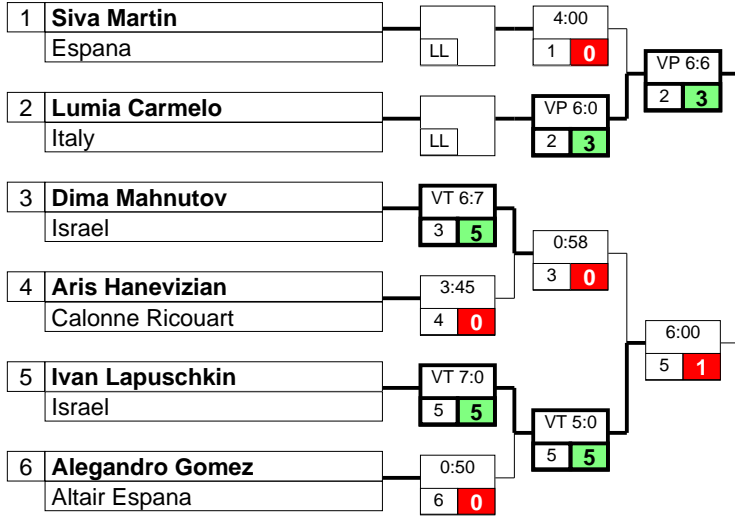 1 Siva Martin
Espana
LL
4:00
1 0
VP 6:6
2 3
2 Lumia Carmelo
Italy
LL
VP 6:0
2 3
3 Dima Mahnutov
Israel
VT 6:7
3 5
0:58
3 0
4 Aris Hanevizian
Calonne Ricouart
3:45
4 0
6:00
5 1
5 Ivan Lapuschkin
Israel
VT 7:0
5 5
VT 5:0
5 5
6 Alegandro Gomez
Altair Espana
0:50
6 0